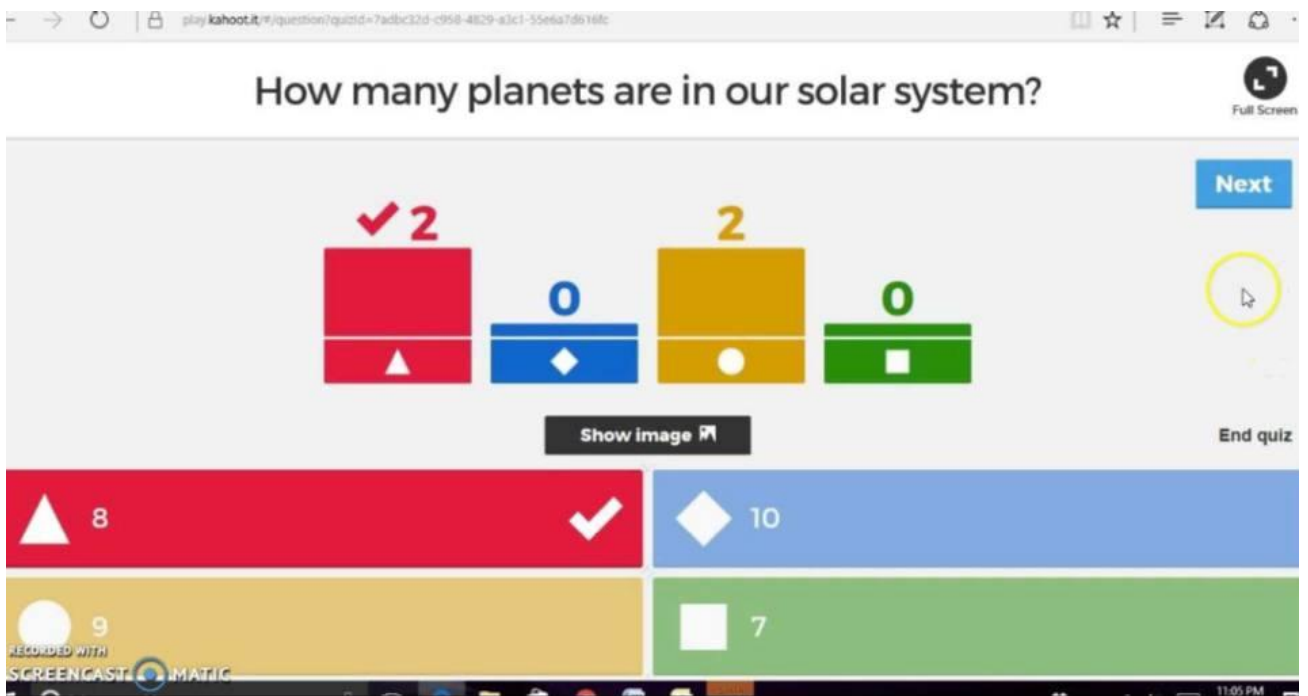 play.kahoot.it/#/question?quizId=7adbc32d-c958-4829-a3c1-55e6a7d616fc
How many planets are in our solar system?
Full Screen
Next
2
0
2
0
Show image
End quiz
8
10
9
7
RECORDED WITH
SCREENCAST MATIC
11:05 PM